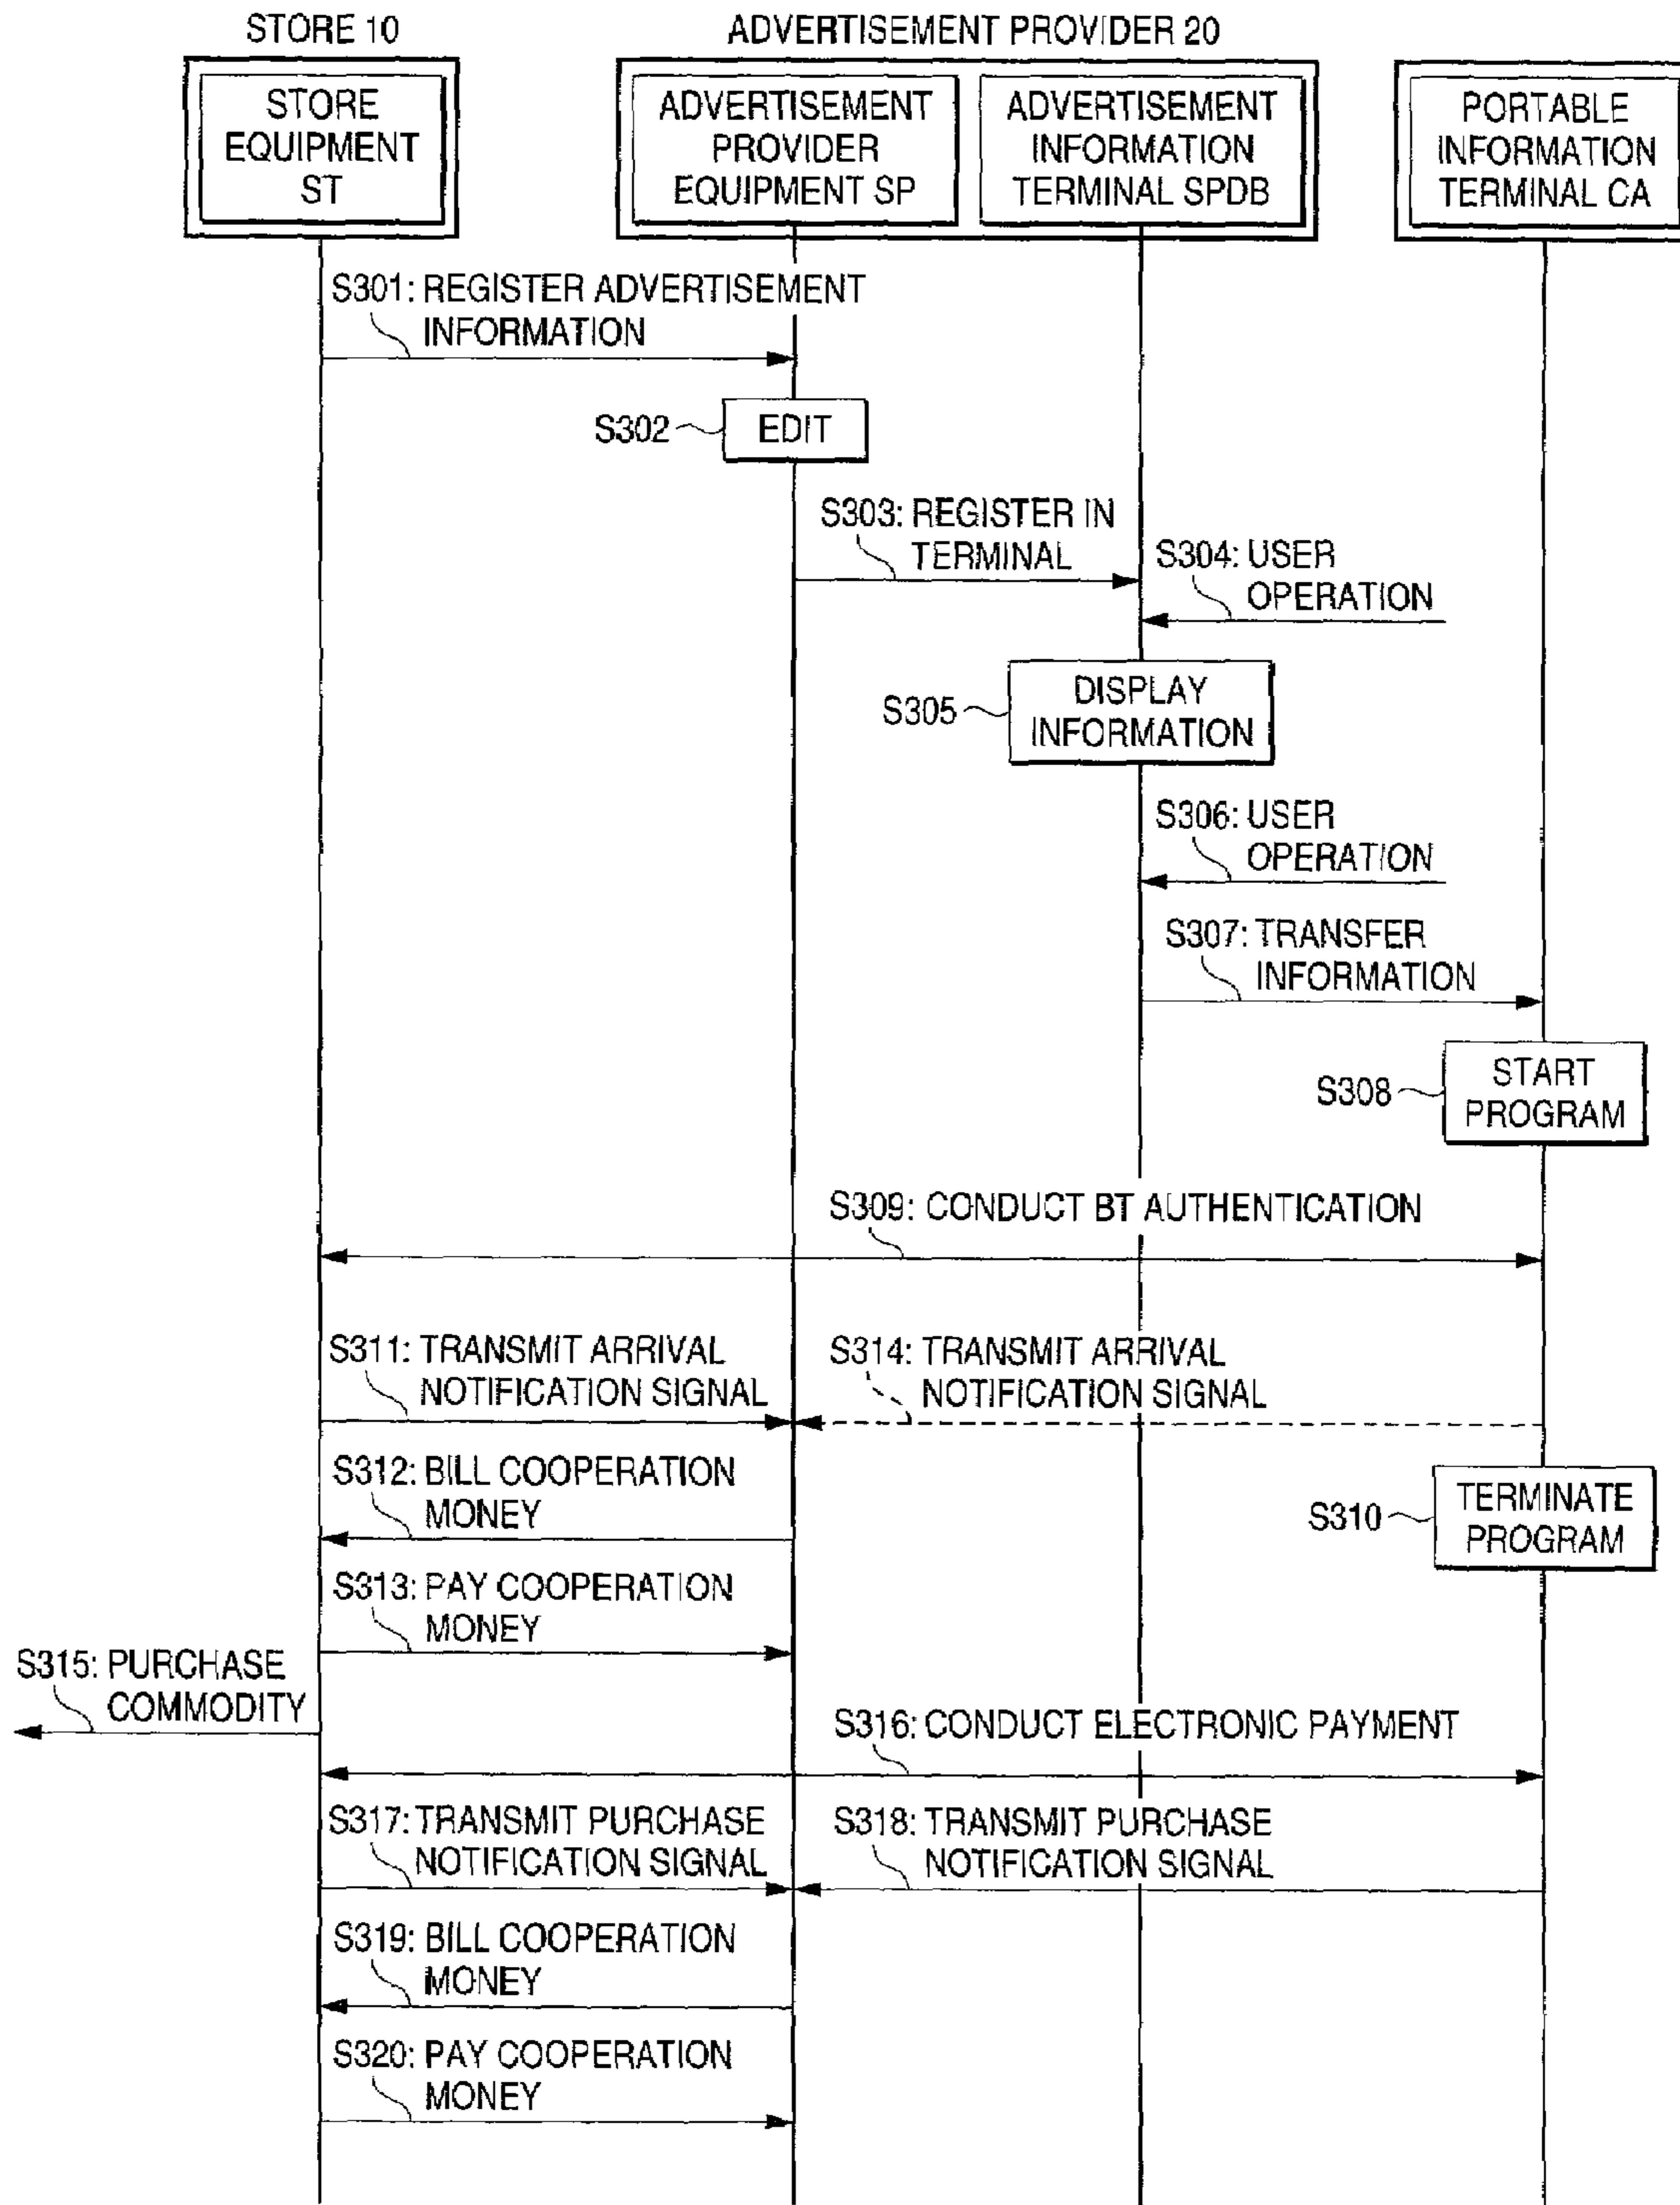 STORE 10
ADVERTISEMENT PROVIDER 20
STORE
EQUIPMENT
ST
ADVERTISEMENT
PROVIDER
EQUIPMENT SP
ADVERTISEMENT
INFORMATION
TERMINAL SPDB
PORTABLE
INFORMATION
TERMINAL CA
S301: REGISTER ADVERTISEMENT
INFORMATION
S302
EDIT
S303: REGISTER IN
TERMINAL
S304: USER
OPERATION
S305
DISPLAY
INFORMATION
S306: USER
OPERATION
S307: TRANSFER
INFORMATION
S308
START
PROGRAM
S309: CONDUCT BT AUTHENTICATION
S311: TRANSMIT ARRIVAL
NOTIFICATION SIGNAL
S314: TRANSMIT ARRIVAL
NOTIFICATION SIGNAL
S312: BILL COOPERATION
MONEY
S310
TERMINATE
PROGRAM
S313: PAY COOPERATION
MONEY
S315: PURCHASE
COMMODITY
S316: CONDUCT ELECTRONIC PAYMENT
S317: TRANSMIT PURCHASE
NOTIFICATION SIGNAL
S318: TRANSMIT PURCHASE
NOTIFICATION SIGNAL
S319: BILL COOPERATION
MONEY
S320: PAY COOPERATION
MONEY